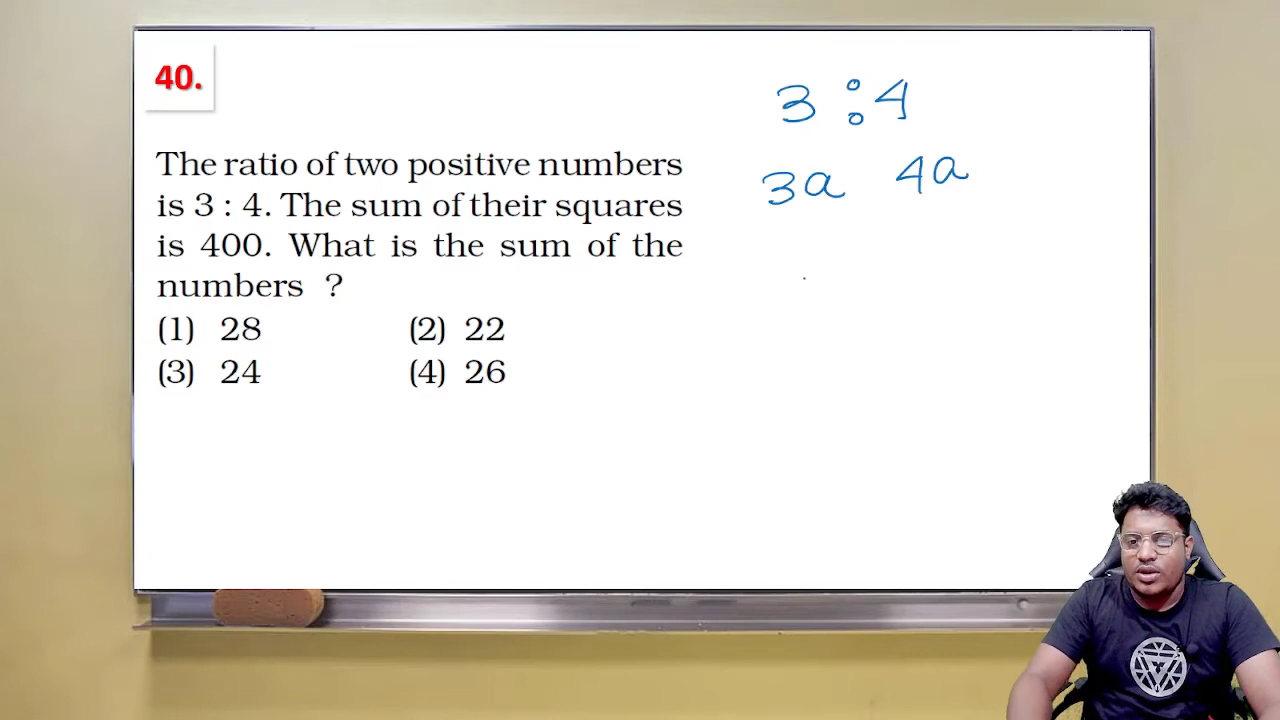 40.
The ratio of two positive numbers
is 3 : 4. The sum of their squares
is 400. What is the sum of the
numbers ?
(1) 28 (2) 22
(3) 24 (4) 26
3 : 4
3a 4a